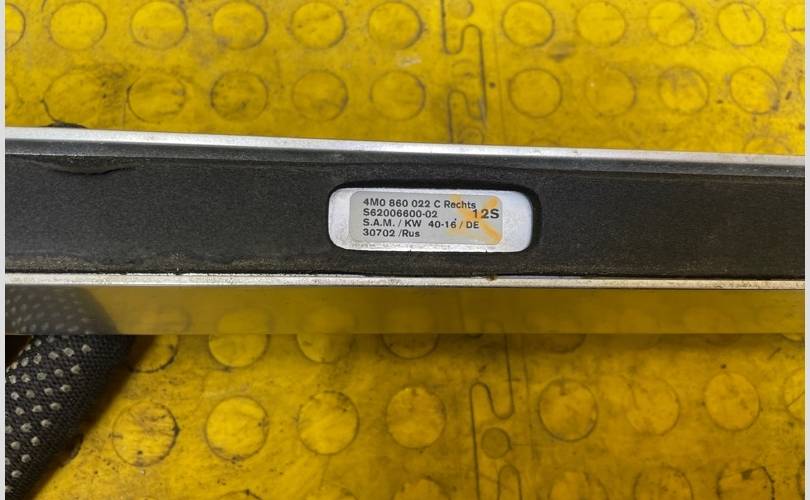 4M0 860 022 C Rechts
S62006600-02 12S
S.A.M. / KW 40-16 / DE
30702 /Rus